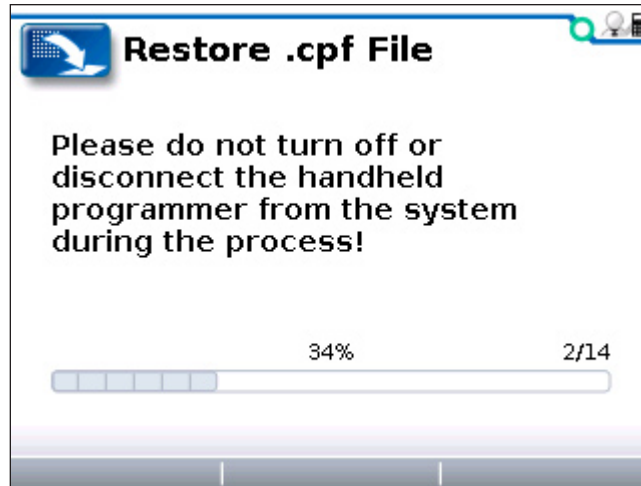 Restore .cpf File
Please do not turn off or
disconnect the handheld
programmer from the system
during the process!
34% 2/14